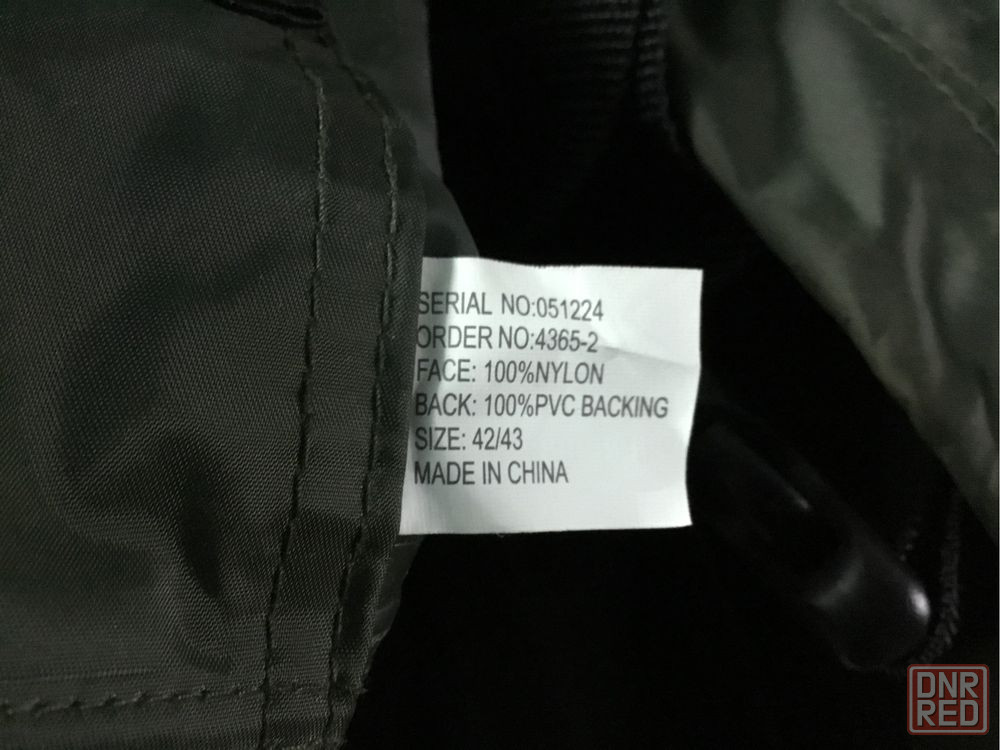 SERIAL NO:051224
ORDER NO:4365-2
FACE: 100%NYLON
BACK: 100%PVC BACKING
SIZE: 42/43
MADE IN CHINA
DNR
RED